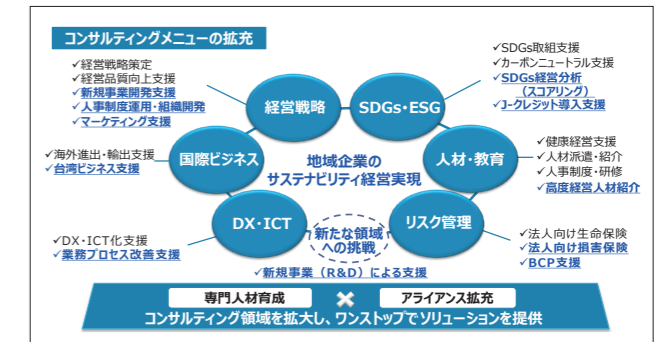 コンサルティングメニューの拡充
✓経営戦略策定
✓経営品質向上支援
✓新規事業開発支援
✓人事制度運用・組織開発
✓マーケティング支援
経営戦略
SDGs・ESG
✓SDGs取組支援
✓カーボンニュートラル支援
✓SDGs経営分析
（スコアリング）
✓J-クレジット導入支援
✓海外進出・輸出支援
✓台湾ビジネス支援
国際ビジネス
地域企業の
サステナビリティ経営実現
人材・教育
✓健康経営支援
✓人材派遣・紹介
✓人事制度・研修
✓高度経営人材紹介
DX・ICT
✓DX・ICT化支援
✓業務プロセス改善支援
新たな領域
への挑戦
✓新規事業（R&D）による支援
リスク管理
✓法人向け生命保険
✓法人向け損害保険
✓BCP支援
専門人材育成 × アライアンス拡充
コンサルティング領域を拡大し、ワンストップでソリューションを提供